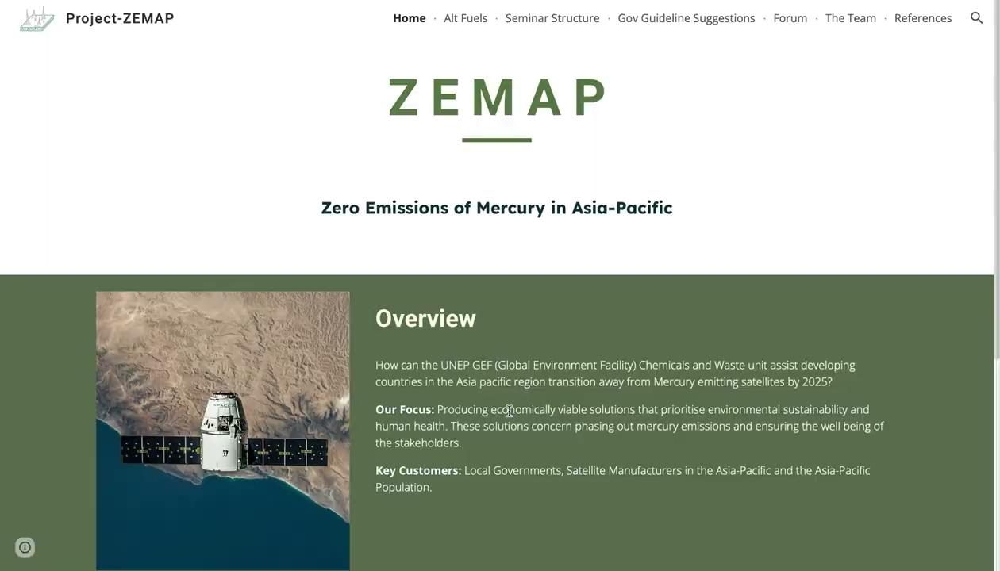 Project-ZEMAP
Home · Alt Fuels · Seminar Structure · Gov Guideline Suggestions · Forum · The Team · References
ZEMAP
Zero Emissions of Mercury in Asia-Pacific
Overview
How can the UNEP GEF (Global Environment Facility) Chemicals and Waste unit assist developing
countries in the Asia pacific region transition away from Mercury emitting satellites by 2025?
Our Focus: Producing economically viable solutions that prioritise environmental sustainability and
human health. These solutions concern phasing out mercury emissions and ensuring the well being of
the stakeholders.
Key Customers: Local Governments, Satellite Manufacturers in the Asia-Pacific and the Asia-Pacific
Population.
SPACEX